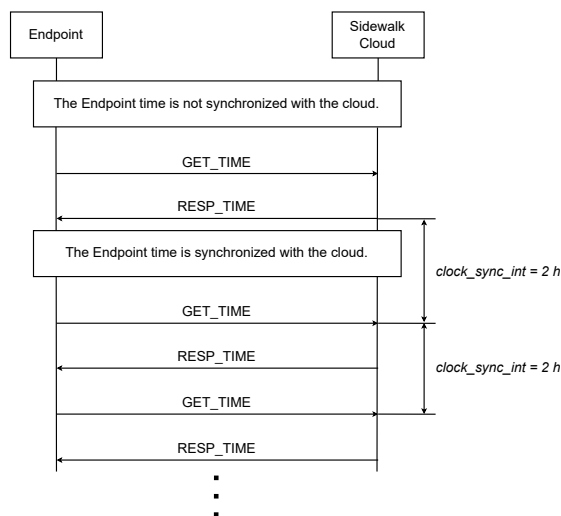 Endpoint
Sidewalk
Cloud
The Endpoint time is not synchronized with the cloud.
GET_TIME
RESP_TIME
The Endpoint time is synchronized with the cloud.
clock_sync_int = 2 h
GET_TIME
RESP_TIME
clock_sync_int = 2 h
GET_TIME
RESP_TIME